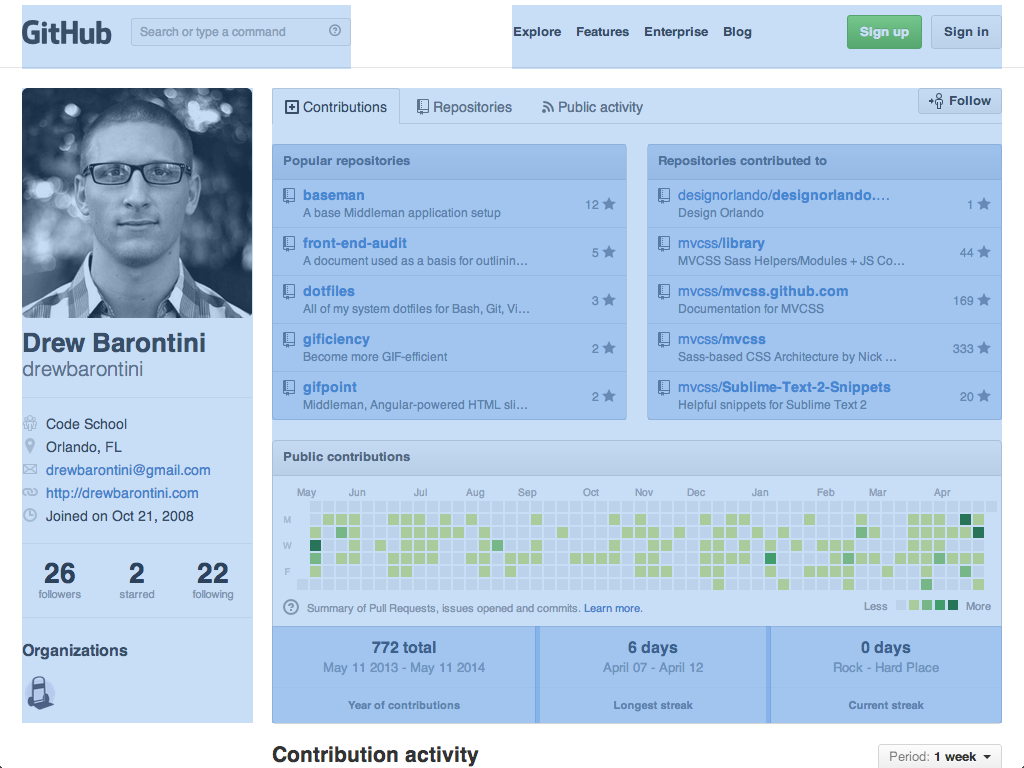 GitHub
Search or type a command
Explore Features Enterprise Blog
Sign up
Sign in
Drew Barontini
drewbarontini
Code School
Orlando, FL
drewbarontini@gmail.com
http://drewbarontini.com
Joined on Oct 21, 2008
26 2 22
followers starred following
Organizations
Contributions Repositories Public activity
Follow
Popular repositories
baseman
A base Middleman application setup
12
front-end-audit
A document used as a basis for outlinin…
5
dotfiles
All of my system dotfiles for Bash, Git, Vi…
3
gificiency
Become more GIF-efficient
2
gifpoint
Middleman, Angular-powered HTML sli…
2
Repositories contributed to
designorlando/designorlando.…
Design Orlando
1
mvcss/library
MVCSS Sass Helpers/Modules + JS Co…
44
mvcss/mvcss.github.com
Documentation for MVCSS
169
mvcss/mvcss
Sass-based CSS Architecture by Nick …
333
mvcss/Sublime-Text-2-Snippets
Helpful snippets for Sublime Text 2
20
Public contributions
May Jun Jul Aug Sep Oct Nov Dec Jan Feb Mar Apr
M
W
F
? Summary of Pull Requests, issues opened and commits. Learn more.
Less More
772 total
May 11 2013 - May 11 2014
Year of contributions
6 days
April 07 - April 12
Longest streak
0 days
Rock - Hard Place
Current streak
Contribution activity
Period: 1 week